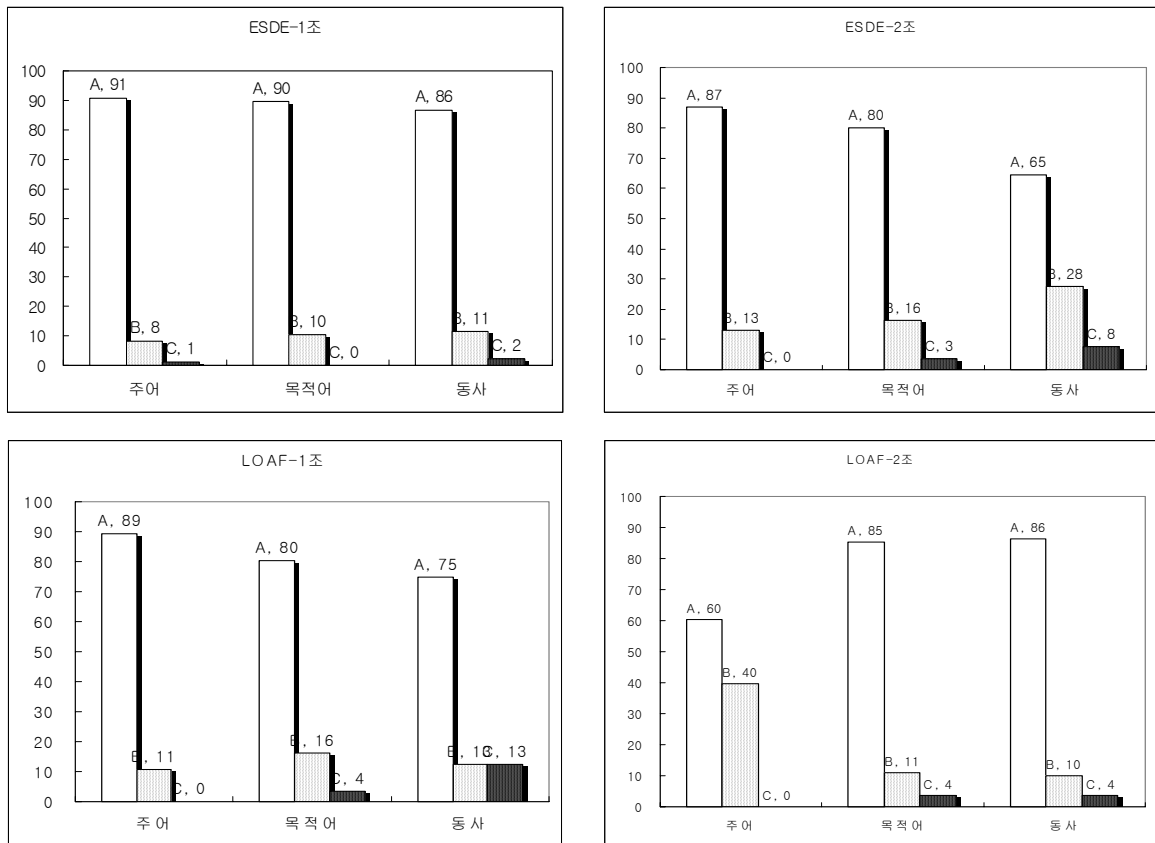 ESDE-1조
100
90
80
70
60
50
40
30
20
10
0
A, 91
B, 8
C, 1
A, 90
B, 10
C, 0
A, 86
B, 11
C, 2
주어 목적어 동사
ESDE-2조
100
90
80
70
60
50
40
30
20
10
0
A, 87
B, 13
C, 0
A, 80
B, 16
C, 3
A, 65
B, 28
C, 8
주어 목적어 동사
LOAF-1조
100
90
80
70
60
50
40
30
20
10
0
A, 89
B, 11
C, 0
A, 80
B, 16
C, 4
A, 75
B, 13
C, 13
주어 목적어 동사
LOAF-2조
100
90
80
70
60
50
40
30
20
10
0
A, 60
B, 40
C, 0
A, 85
B, 11
C, 4
A, 86
B, 10
C, 4
주어 목적어 동사